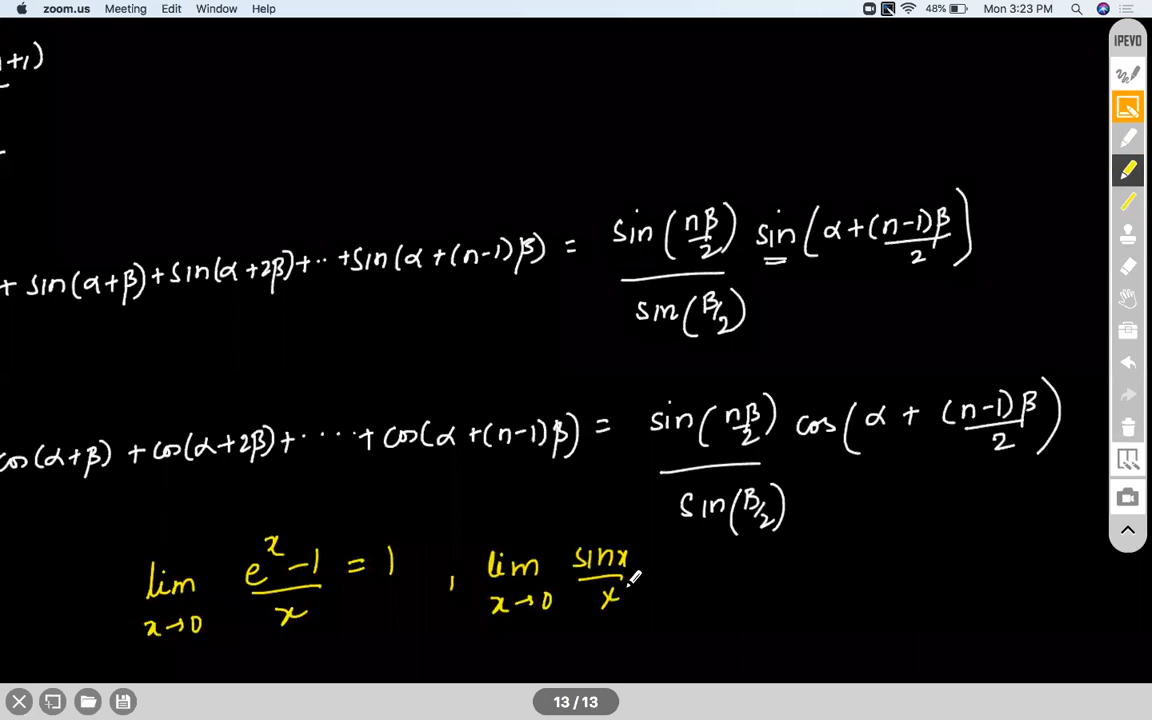 zoom.us Meeting Edit Window Help 48% Mon 3:23 PM
IPEVO
+1)
+ sin(α+β) + sin(α+2β) + ·· + sin(α+(n-1)β) = sin(nβ/2) sin(α+(n-1)β/2) / sin(β/2)
cos(α+β) + cos(α+2β) + ····· + cos(α+(n-1)β) = sin(nβ/2) cos(α + (n-1)β/2) / sin(β/2)
lim x→0 (e^x - 1)/x = 1 , lim x→0 sinx/x
13 / 13